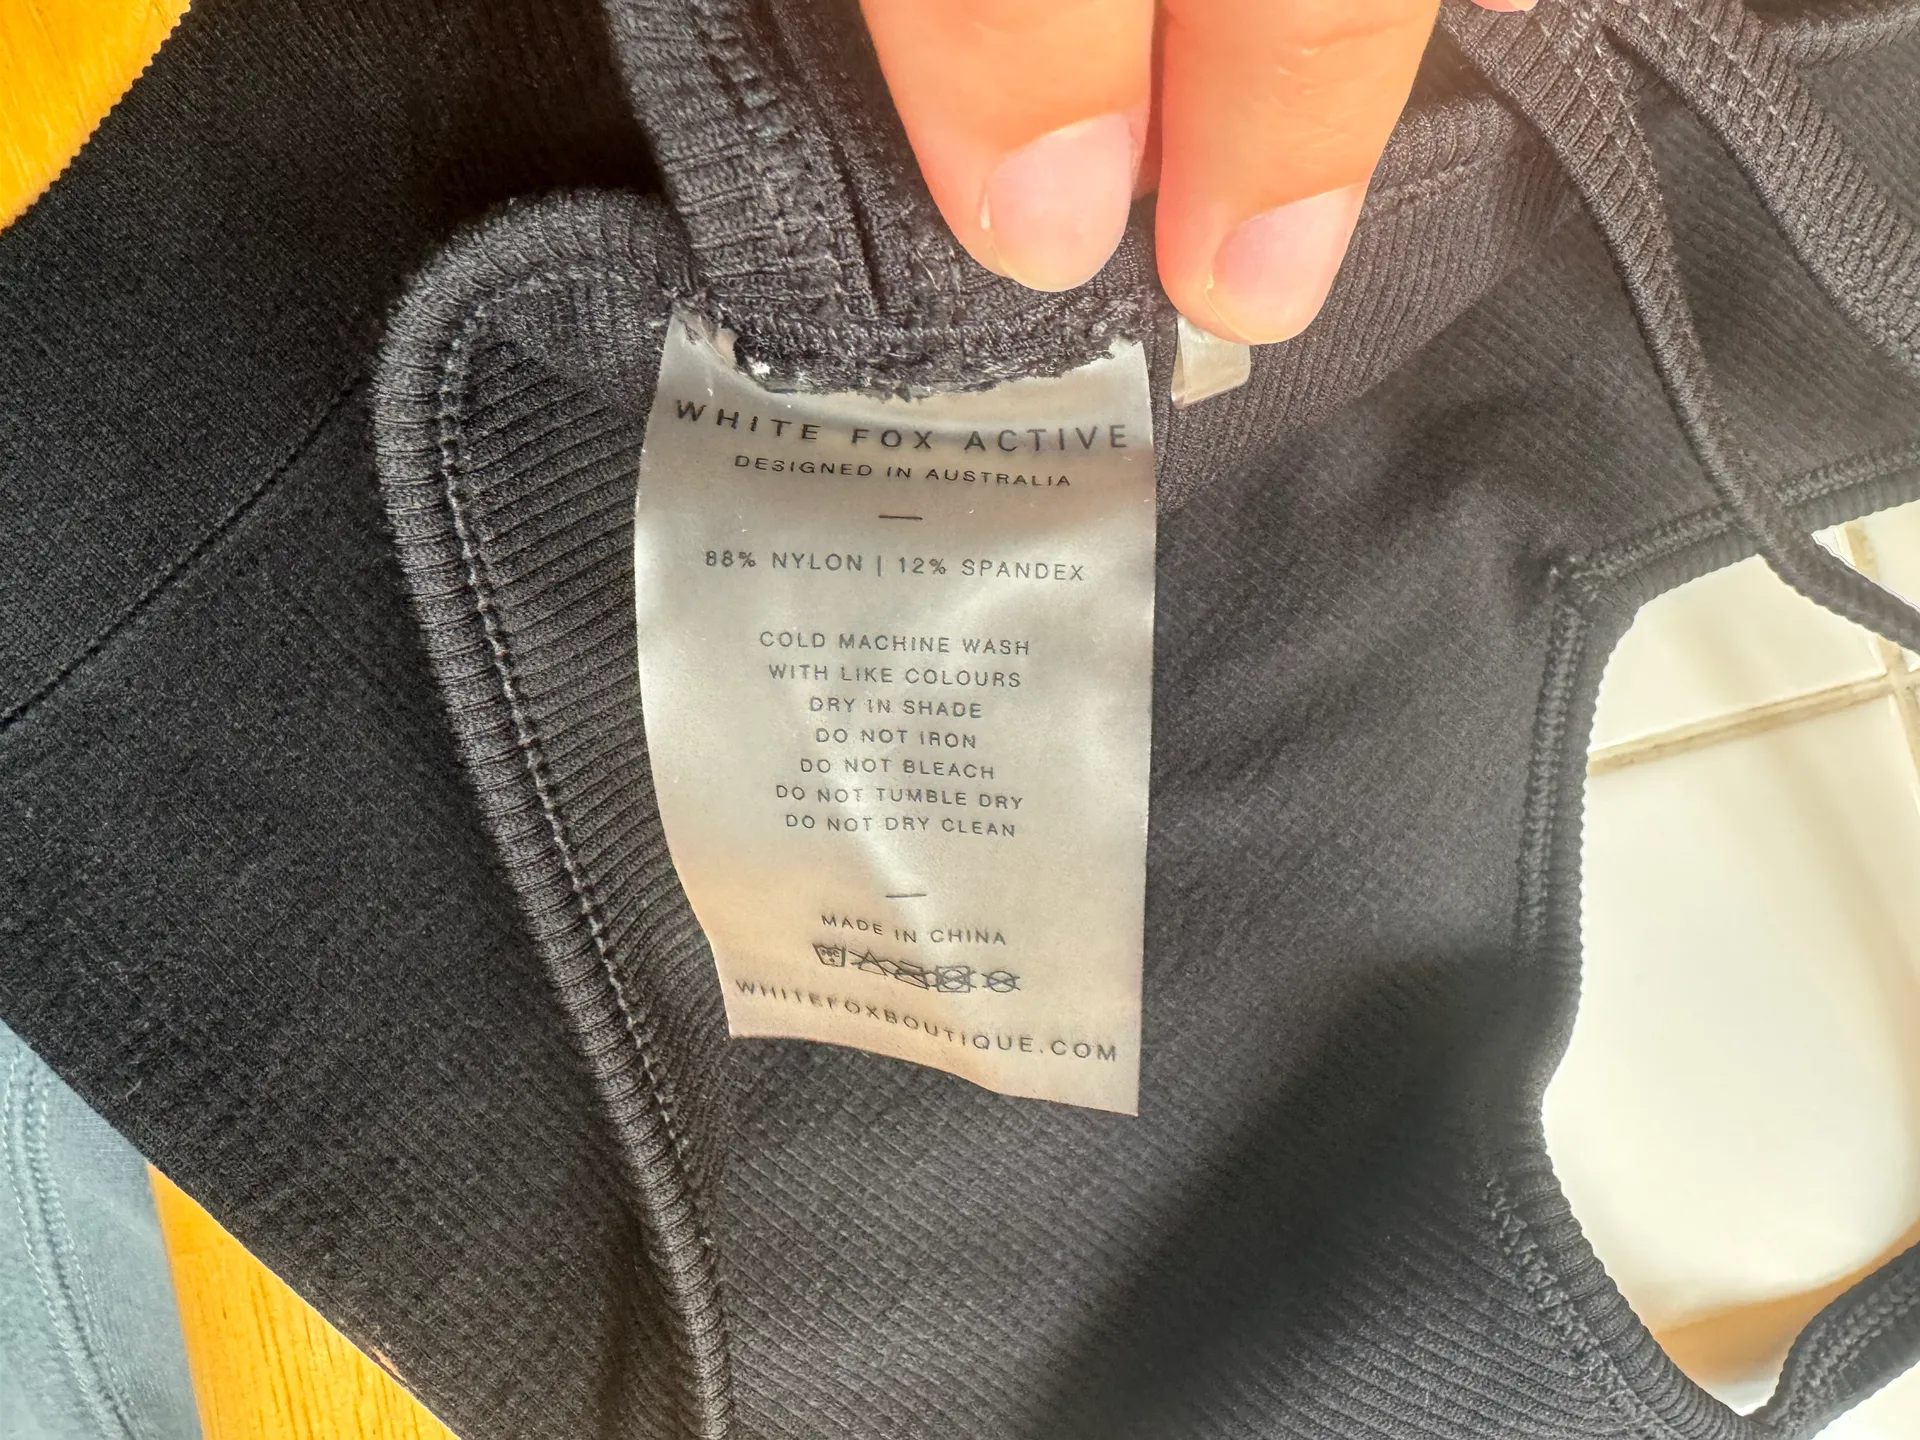 WHITE FOX ACTIVE
DESIGNED IN AUSTRALIA
88% NYLON | 12% SPANDEX
COLD MACHINE WASH
WITH LIKE COLOURS
DRY IN SHADE
DO NOT IRON
DO NOT BLEACH
DO NOT TUMBLE DRY
DO NOT DRY CLEAN
MADE IN CHINA
WHITEFOXBOUTIQUE.COM